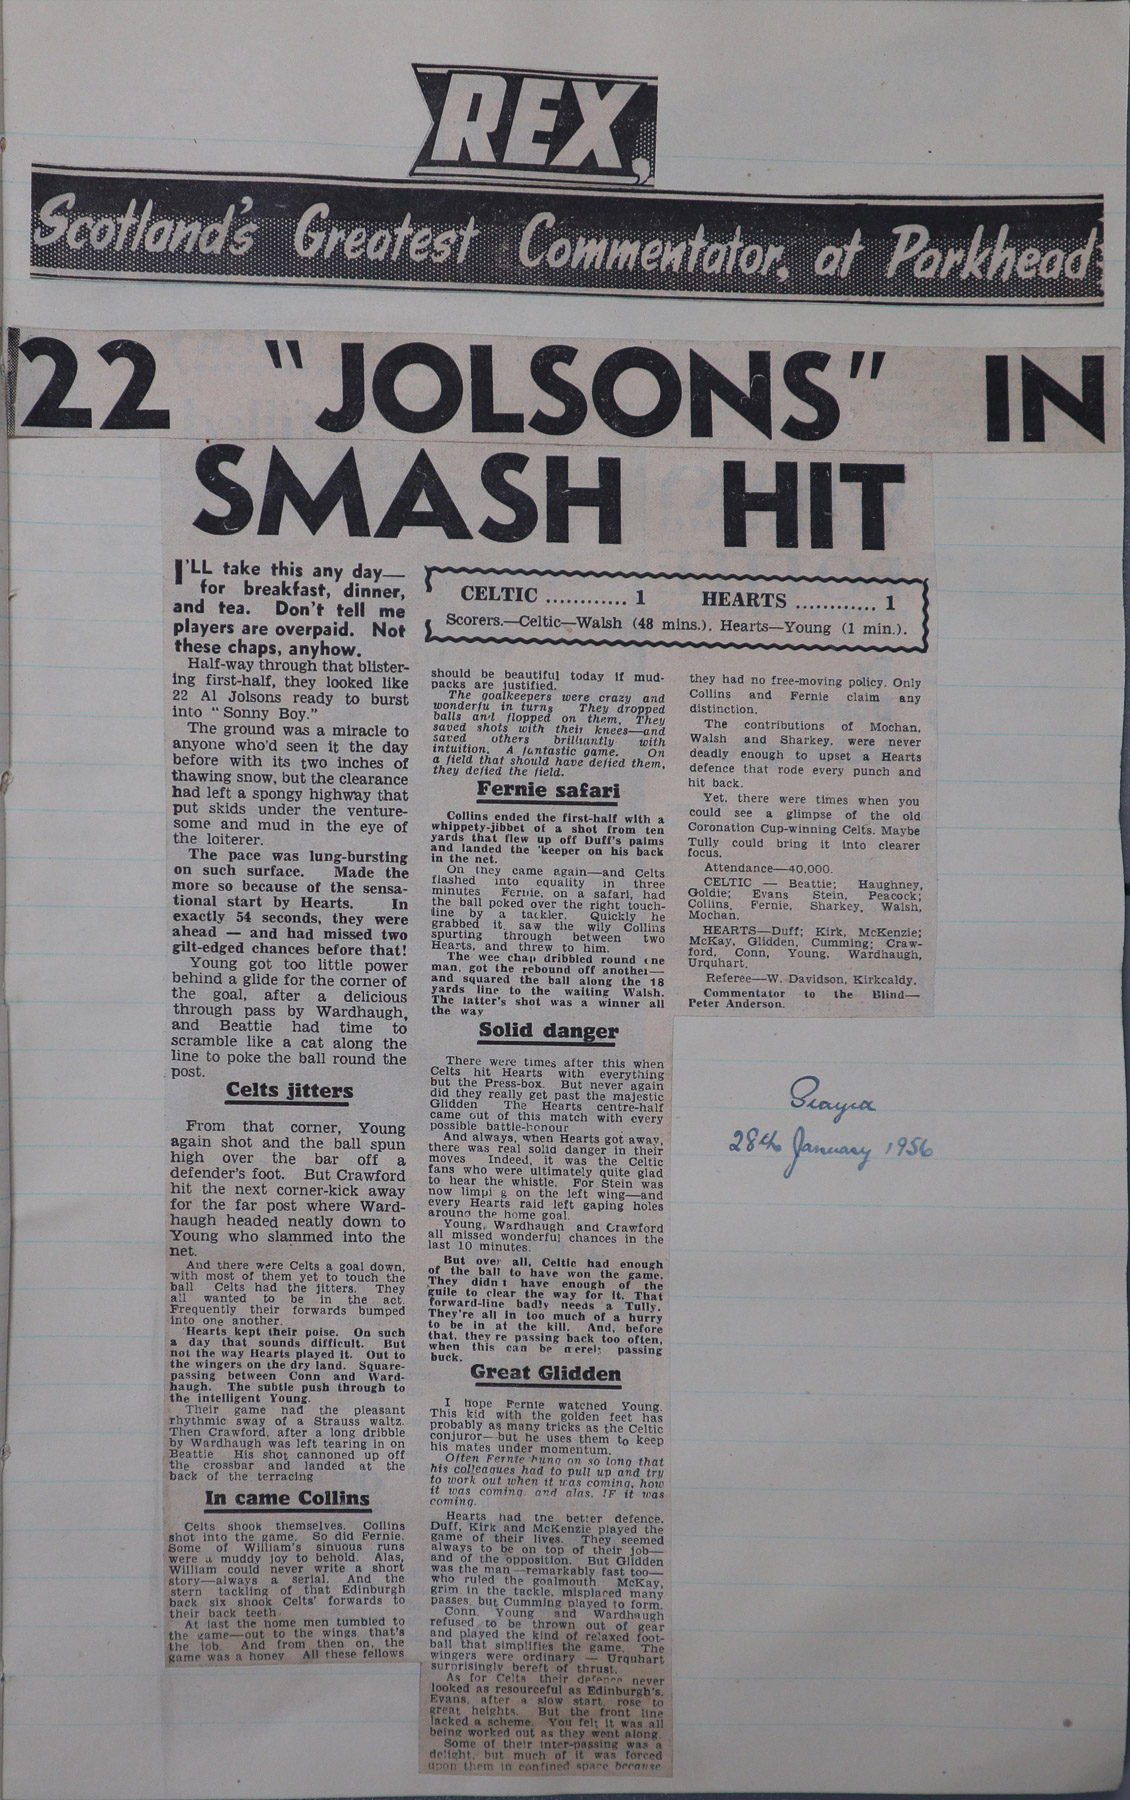 REX,
Scotland's Greatest Commentator, at Parkhead
22 "JOLSONS" IN
SMASH HIT
I'LL take this any day—
for breakfast, dinner,
and tea. Don't tell me
players are overpaid. Not
these chaps, anyhow.
Half-way through that blister-
ing first-half, they looked like
22 Al Jolsons ready to burst
into "Sonny Boy."
The ground was a miracle to
anyone who'd seen it the day
before with its two inches of
thawing snow, but the clearance
had left a spongy highway that
put skids under the venture-
some and mud in the eye of
the loiterer.
The pace was lung-bursting
on such surface. Made the
more so because of the sensa-
tional start by Hearts. In
exactly 54 seconds, they were
ahead — and had missed two
gilt-edged chances before that!
Young got too little power
behind a glide for the corner of
the goal, after a delicious
through pass by Wardhaugh,
and Beattie had time to
scramble like a cat along the
line to poke the ball round the
post.
Celts jitters
From that corner, Young
again shot and the ball spun
high over the bar off a
defender's foot. But Crawford
hit the next corner-kick away
for the far post where Ward-
haugh headed neatly down to
Young who slammed into the
net.
And there were Celts a goal down,
with most of them yet to touch the
ball Celts had the jitters. They
all wanted to be in the act.
Frequently their forwards bumped
into one another.
Hearts kept their poise. On such
a day that sounds difficult. But
not the way Hearts played it. Out to
the wingers on the dry land. Square-
passing between Conn and Ward-
haugh. The subtle push through to
the intelligent Young.
Their game had the pleasant
rhythmic sway of a Strauss waltz.
Then Crawford, after a long dribble
by Wardhaugh was left tearing in on
Beattie His shot cannoned up off
the crossbar and landed at the
back of the terracing
In came Collins
Celts shook themselves. Collins
shot into the game. So did Fernie.
Some of William's sinuous runs
were a muddy joy to behold. Alas,
William could never write a short
story—always a serial. And the
stern tackling of that Edinburgh
back six shook Celts' forwards to
their back teeth
At last the home men tumbled to
the game—out to the wings that's
the job And from then on, the
game was a honey All these fellows
CELTIC ............ 1 HEARTS ............ 1
Scorers.—Celtic—Walsh (48 mins.). Hearts—Young (1 min.).
should be beautiful today if mud-
packs are justified.
The goalkeepers were crazy and
wonderfu in turns They dropped
balls and flopped on them. They
saved shots with their knees—and
saved others brilliantly with
intuition. A fantastic game. On
a field that should have defied them,
they defied the field.
Fernie safari
Collins ended the first-half with a
whippety-jibbet of a shot from ten
yards that flew up off Duff's palms
and landed the 'keeper on his back
in the net.
On they came again—and Celts
flashed into equality in three
minutes Fernie, on a safari, had
the ball poked over the right touch-
line by a tackler. Quickly he
grabbed it, saw the wily Collins
spurting through between two
Hearts, and threw to him.
The wee chap dribbled round one
man, got the rebound off another—
and squared the ball along the 18
yards line to the waiting Walsh.
The latter's shot was a winner all
the way
Solid danger
There were times after this when
Celts hit Hearts with everything
but the Press-box. But never again
did they really get past the majestic
Glidden The Hearts centre-half
came out of this match with every
possible battle-honour
And always, when Hearts got away,
there was real solid danger in their
moves Indeed, it was the Celtic
fans who were ultimately quite glad
to hear the whistle. For Stein was
now limpi g on the left wing—and
every Hearts raid left gaping holes
around the home goal.
Young, Wardhaugh and Crawford
all missed wonderful chances in the
last 10 minutes.
But over all, Celtic had enough
of the ball to have won the game.
They didn t have enough of the
guile to clear the way for it. That
forward-line badly needs a Tully.
They're all in too much of a hurry
to be in at the kill. And, before
that, they re passing back too often,
when this can be merely passing
buck.
Great Glidden
I hope Fernie watched Young.
This kid with the golden feet has
probably as many tricks as the Celtic
conjuror—but he uses them to keep
his mates under momentum.
Often Fernie hung on so long that
his colleagues had to pull up and try
to work out when it was coming, how
it was coming, and alas, IF it was
coming.
Hearts had the better defence.
Duff, Kirk and McKenzie played the
game of their lives. They seemed
always to be on top of their job—
and of the opposition. But Glidden
was the man—remarkably fast too—
who ruled the goalmouth. McKay,
grim in the tackle, misplaced many
passes, but Cumming played to form.
Conn, Young and Wardhaugh
refused to be thrown out of gear
and played the kind of relaxed foot-
ball that simplifies the game. The
wingers were ordinary — Urquhart
surprisingly bereft of thrust.
As for Celts their defence never
looked as resourceful as Edinburgh's.
Evans, after a slow start rose to
great heights. But the front line
lacked a scheme. You felt it was all
being worked out as they went along.
Some of their inter-passing was a
delight, but much of it was forced
upon them in confined space because
they had no free-moving policy. Only
Collins and Fernie claim any
distinction.
The contributions of Mochan,
Walsh and Sharkey, were never
deadly enough to upset a Hearts
defence that rode every punch and
hit back.
Yet, there were times when you
could see a glimpse of the old
Coronation Cup-winning Celts. Maybe
Tully could bring it into clearer
focus.
Attendance—40,000.
CELTIC — Beattie; Haughney,
Goldie; Evans Stein, Peacock;
Collins, Fernie, Sharkey, Walsh,
Mochan.
HEARTS—Duff; Kirk, McKenzie;
McKay, Glidden, Cumming; Craw-
ford, Conn, Young, Wardhaugh,
Urquhart.
Referee—W. Davidson, Kirkcaldy.
Commentator to the Blind—
Peter Anderson.
28th January 1956